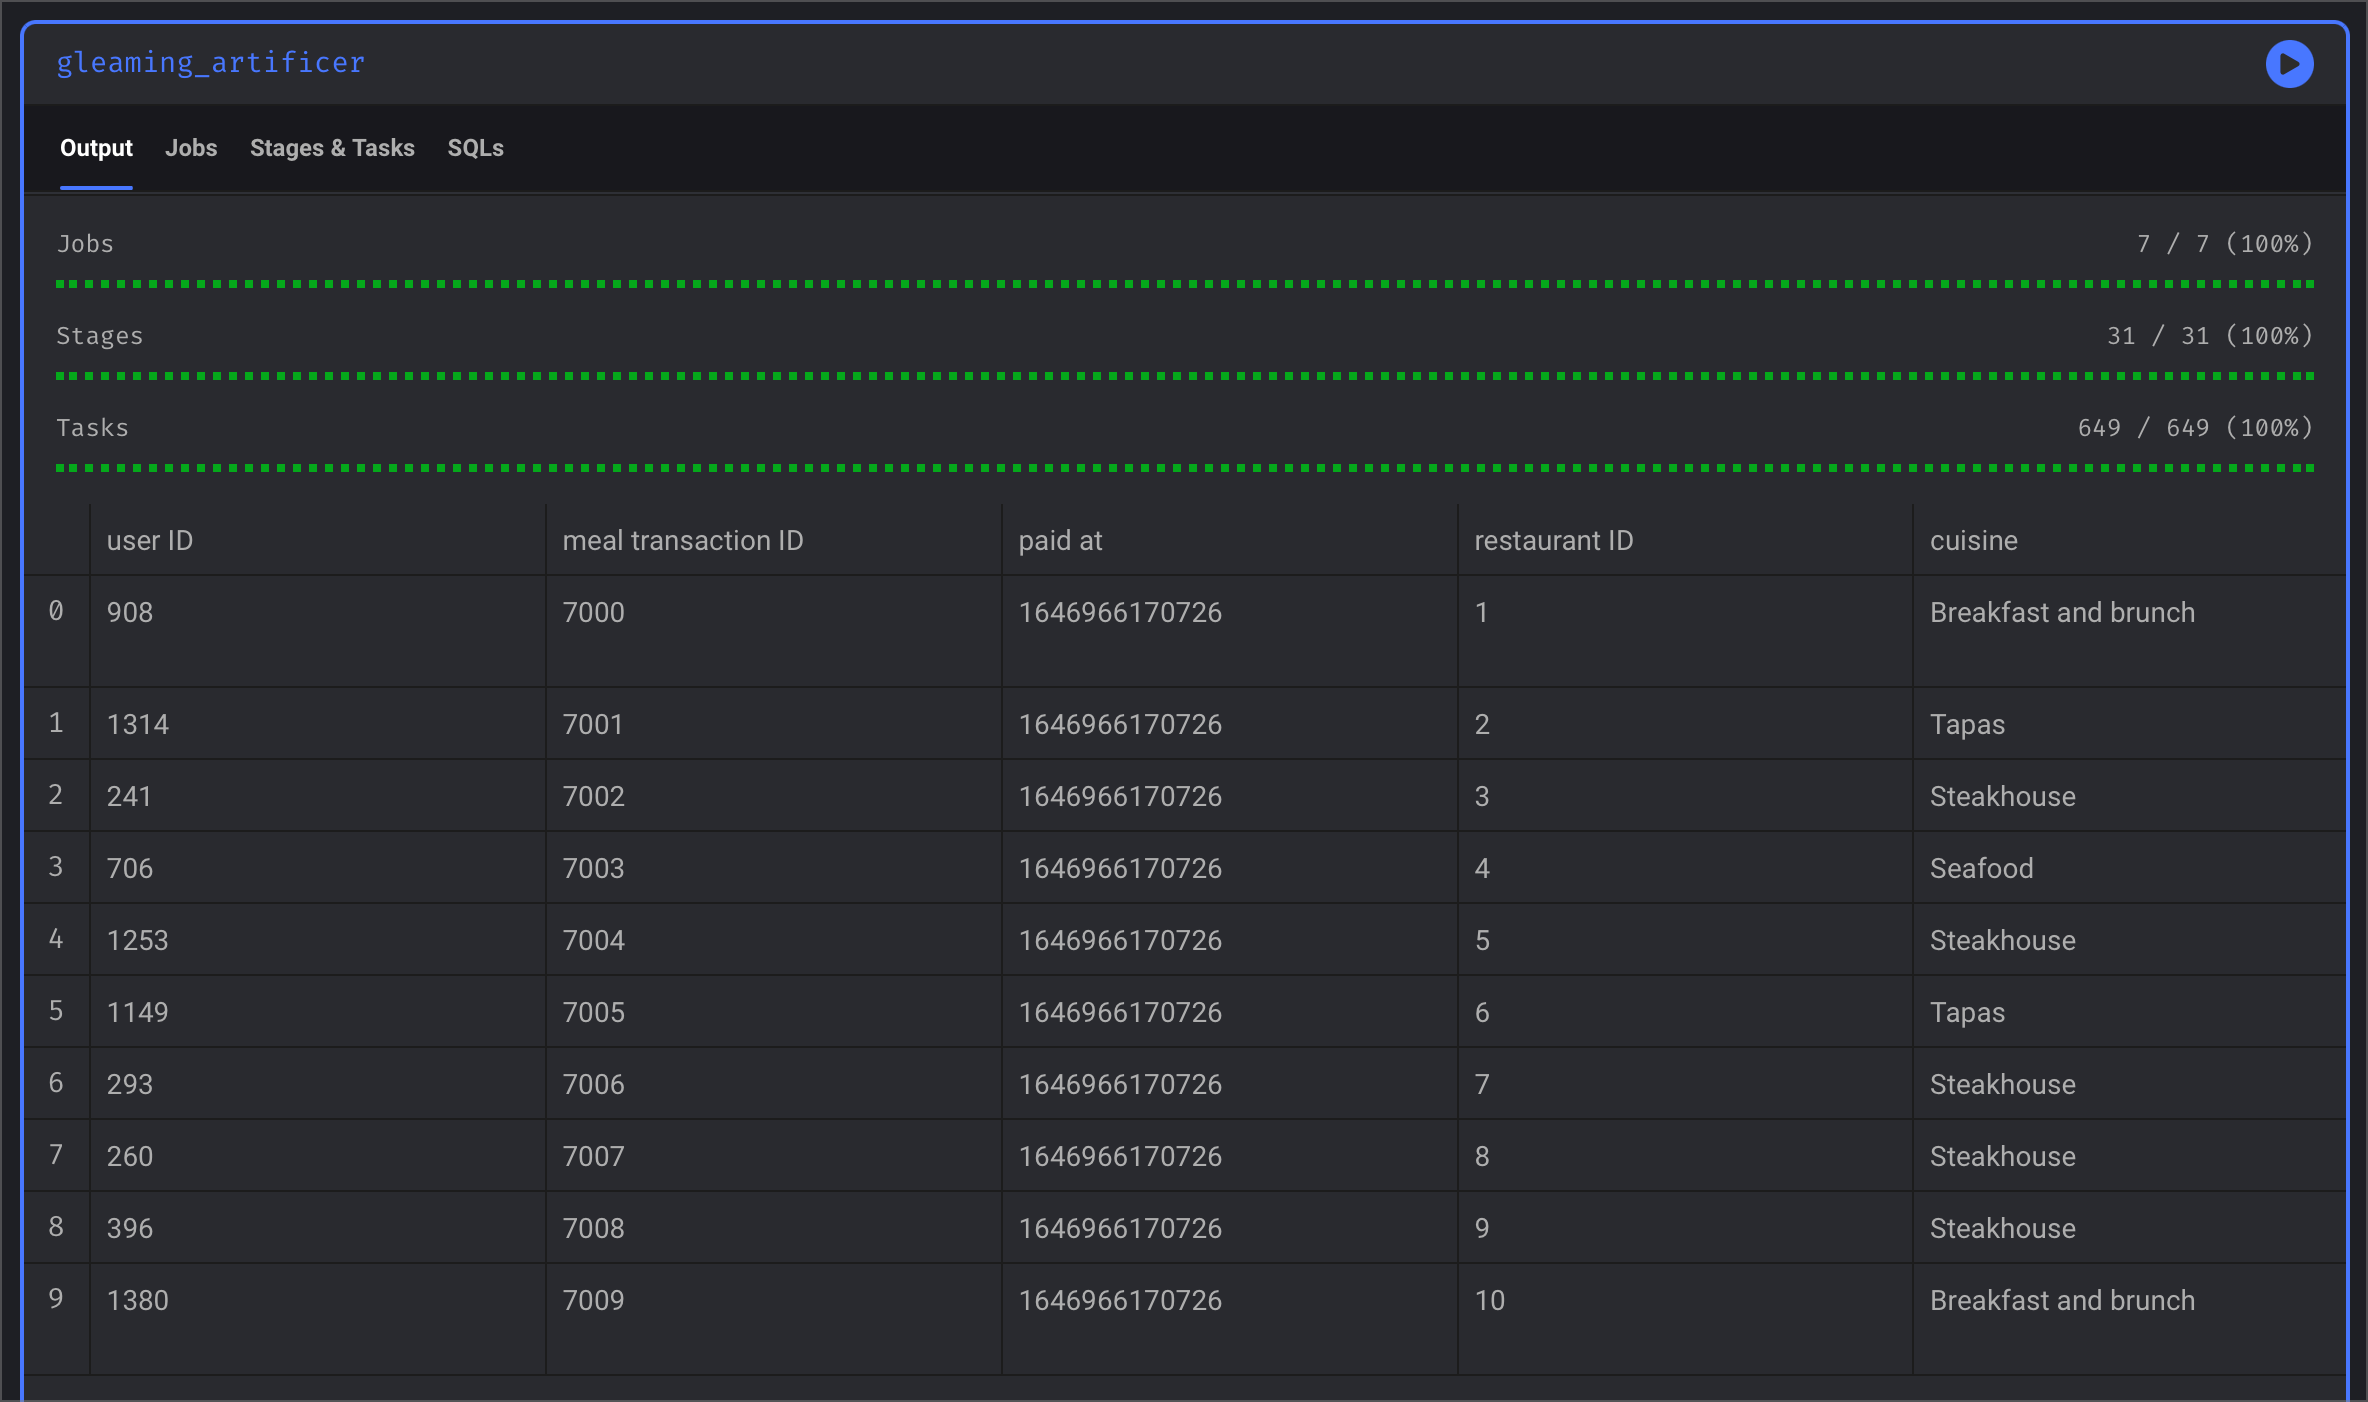 gleaming_artificer
Output Jobs Stages & Tasks SQLs
Jobs 7 / 7 (100%)
Stages 31 / 31 (100%)
Tasks 649 / 649 (100%)
user ID meal transaction ID paid at restaurant ID cuisine
0 908 7000 1646966170726 1 Breakfast and brunch
1 1314 7001 1646966170726 2 Tapas
2 241 7002 1646966170726 3 Steakhouse
3 706 7003 1646966170726 4 Seafood
4 1253 7004 1646966170726 5 Steakhouse
5 1149 7005 1646966170726 6 Tapas
6 293 7006 1646966170726 7 Steakhouse
7 260 7007 1646966170726 8 Steakhouse
8 396 7008 1646966170726 9 Steakhouse
9 1380 7009 1646966170726 10 Breakfast and brunch